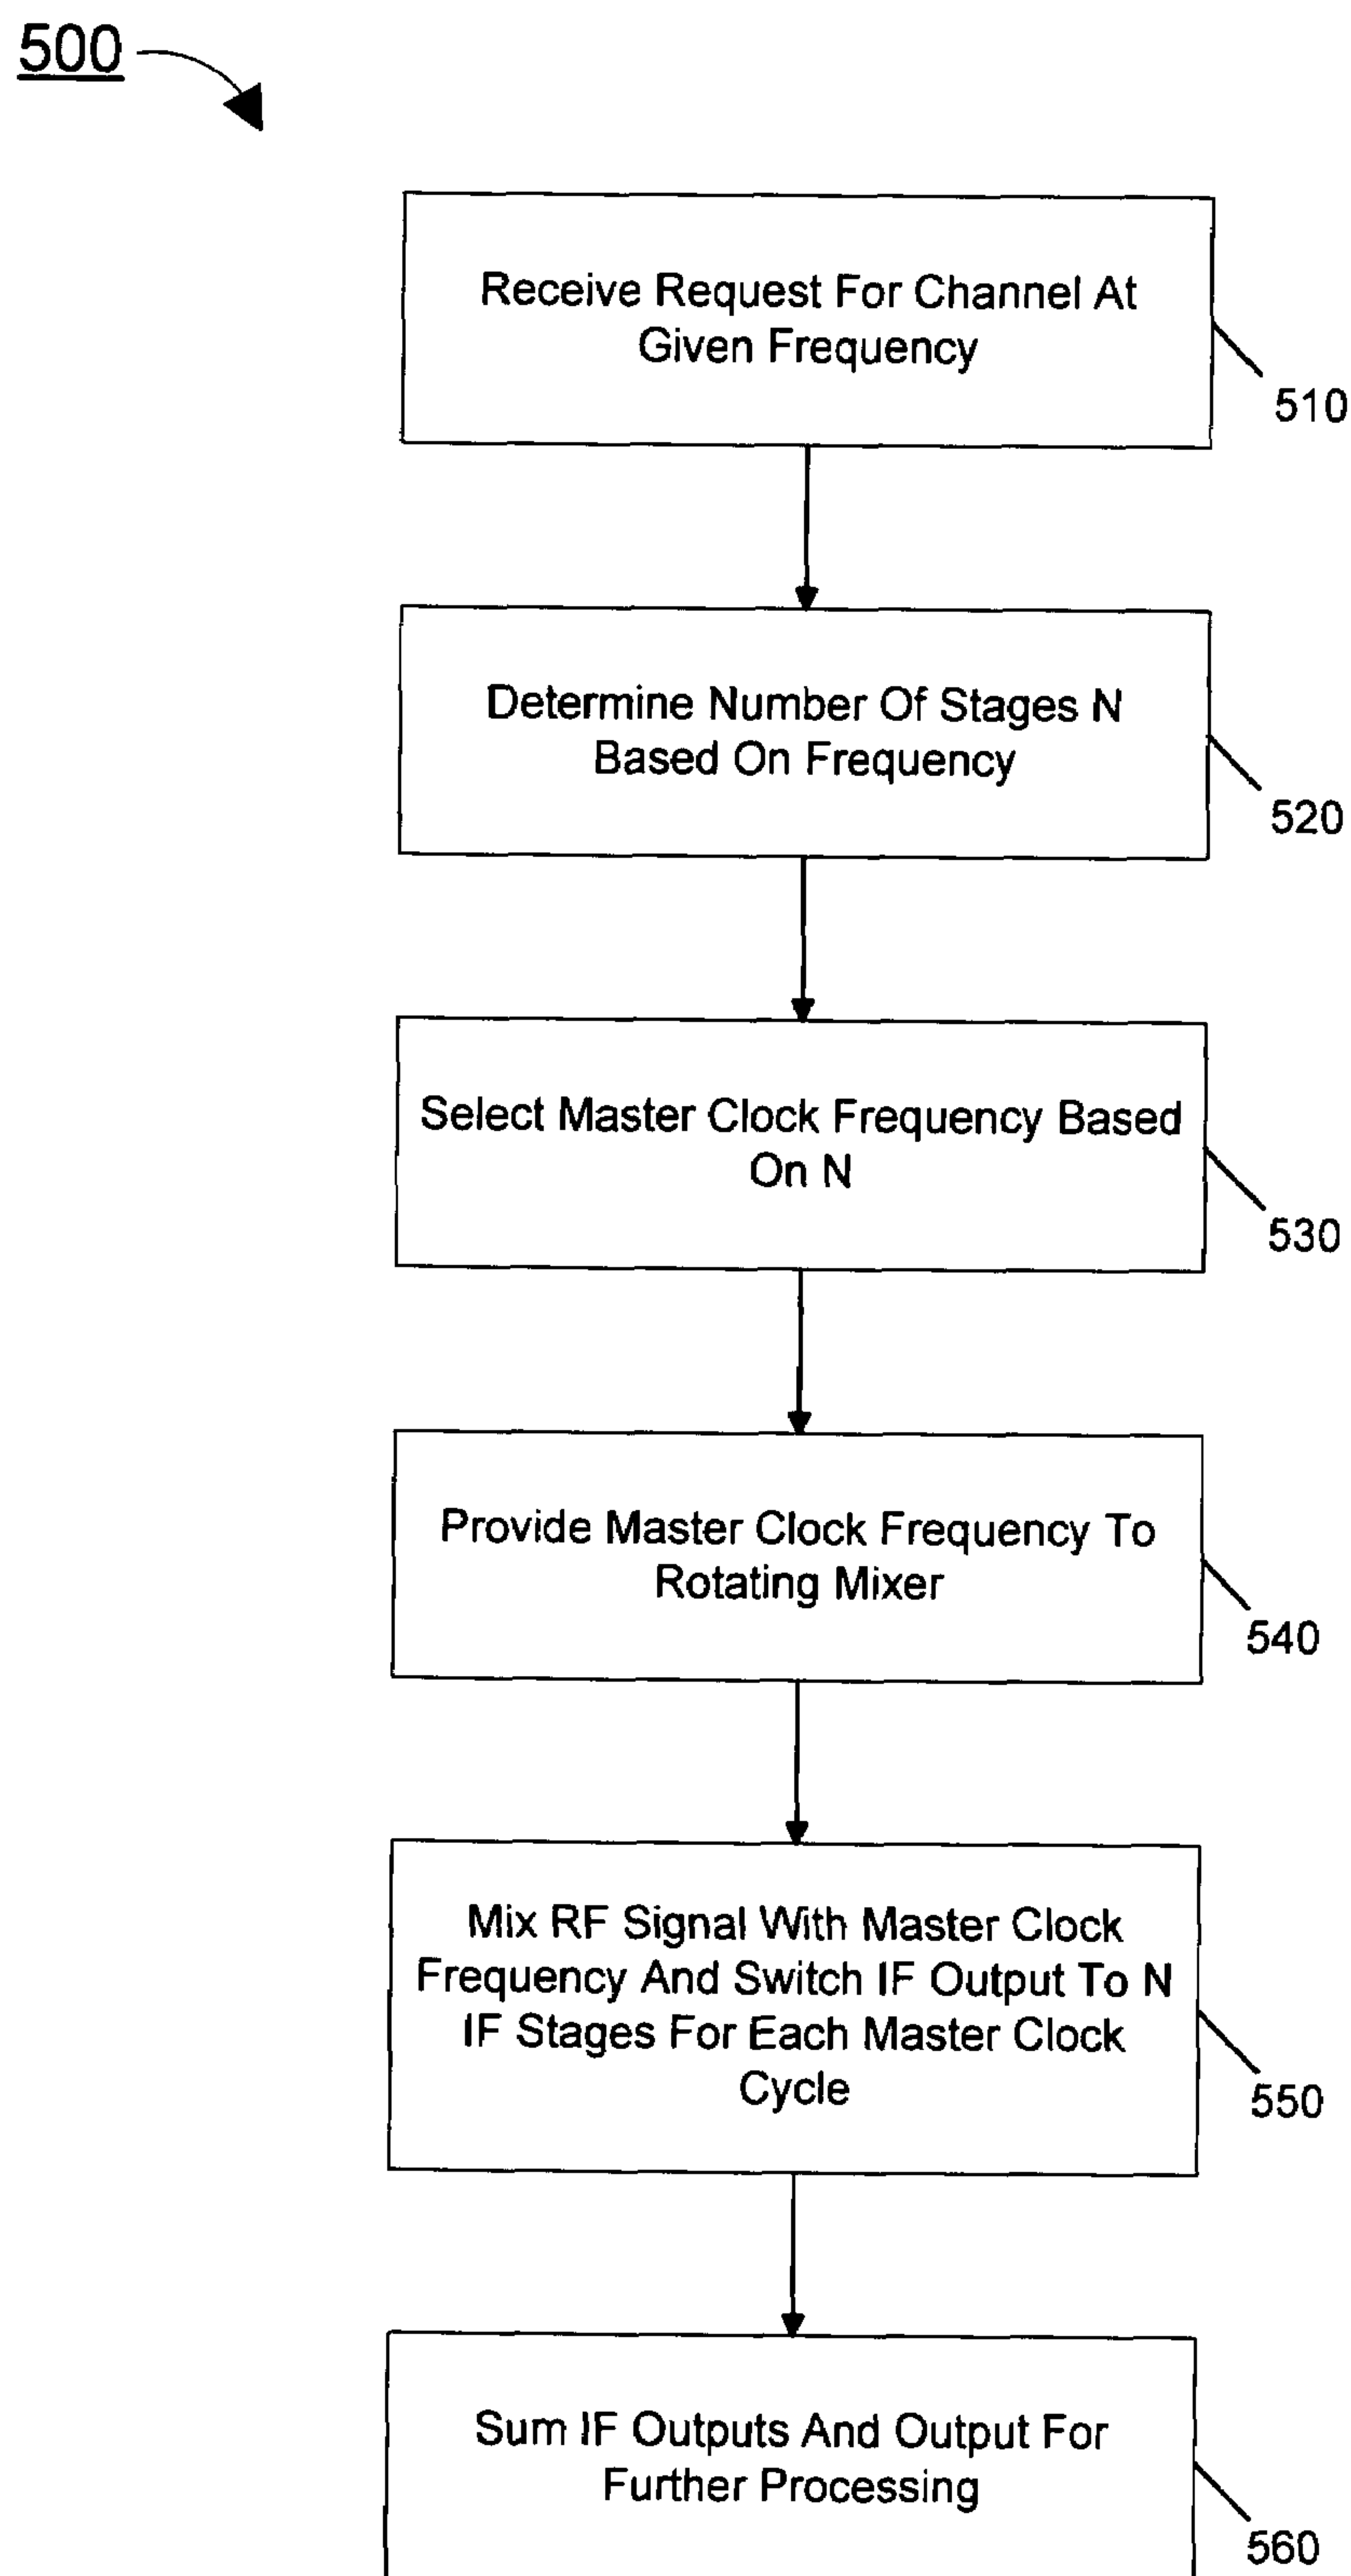 500
Receive Request For Channel At
Given Frequency
510
Determine Number Of Stages N
Based On Frequency
520
Select Master Clock Frequency Based
On N
530
Provide Master Clock Frequency To
Rotating Mixer
540
Mix RF Signal With Master Clock
Frequency And Switch IF Output To N
IF Stages For Each Master Clock
Cycle
550
Sum IF Outputs And Output For
Further Processing
560